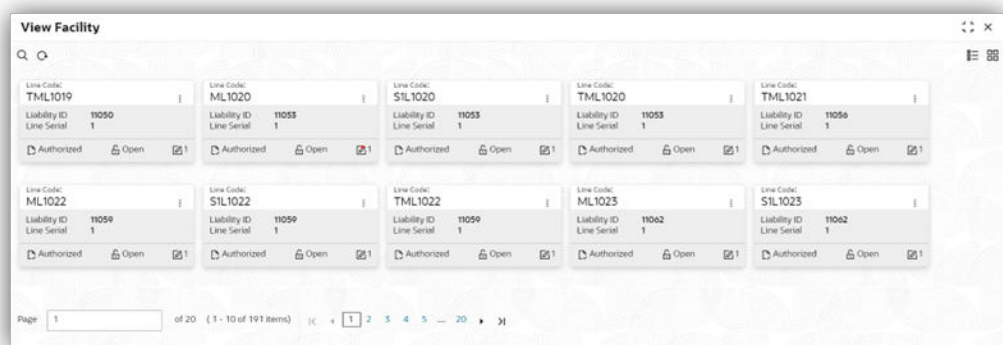 View Facility
Line Code: Line Code: Line Code: Line Code: Line Code:
TML1019 ML1020 S1L1020 TML1020 TML1021
Liability ID 11050 Liability ID 11053 Liability ID 11053 Liability ID 11053 Liability ID 11056
Line Serial 1 Line Serial 1 Line Serial 1 Line Serial 1 Line Serial 1
Authorized Open 1 Authorized Open 1 Authorized Open 1 Authorized Open 1 Authorized Open 1
Line Code: Line Code: Line Code: Line Code: Line Code:
ML1022 S1L1022 TML1022 ML1023 S1L1023
Liability ID 11059 Liability ID 11059 Liability ID 11059 Liability ID 11062 Liability ID 11062
Line Serial 1 Line Serial 1 Line Serial 1 Line Serial 1 Line Serial 1
Authorized Open 1 Authorized Open 1 Authorized Open 1 Authorized Open 1 Authorized Open 1
Page 1 of 20 (1 - 10 of 191 items) 1 2 3 4 5 ... 20